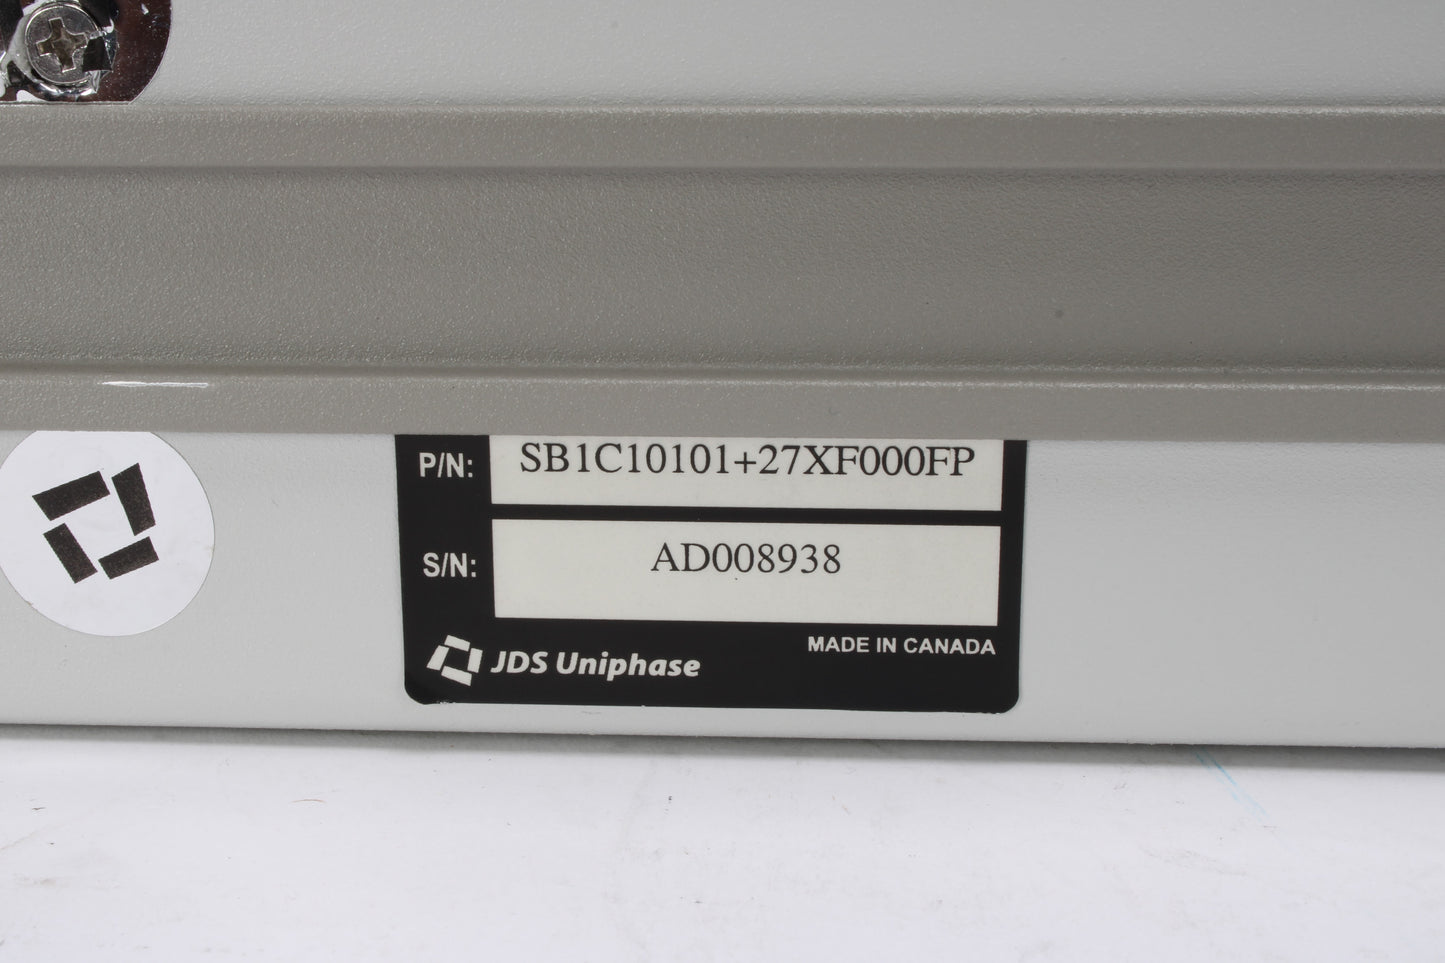 P/N: SB1C10101+27XF000FP
S/N: AD008938
JDS Uniphase MADE IN CANADA